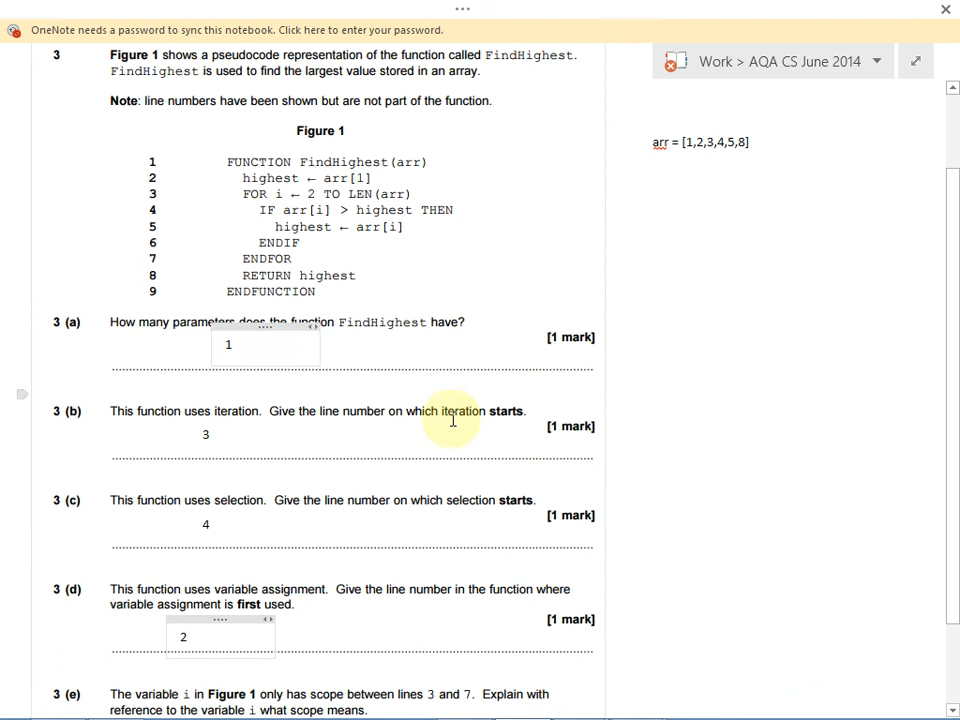 OneNote needs a password to sync this notebook. Click here to enter your password.
Work > AQA CS June 2014
3 Figure 1 shows a pseudocode representation of the function called FindHighest.
FindHighest is used to find the largest value stored in an array.
Note: line numbers have been shown but are not part of the function.
arr = [1,2,3,4,5,8]
Figure 1
1 FUNCTION FindHighest(arr)
2 highest ← arr[1]
3 FOR i ← 2 TO LEN(arr)
4 IF arr[i] > highest THEN
5 highest ← arr[i]
6 ENDIF
7 ENDFOR
8 RETURN highest
9 ENDFUNCTION
3 (a) How many parameters does the function FindHighest have?
[1 mark]
1
3 (b) This function uses iteration. Give the line number on which iteration starts.
[1 mark]
3
3 (c) This function uses selection. Give the line number on which selection starts.
[1 mark]
4
3 (d) This function uses variable assignment. Give the line number in the function where
variable assignment is first used.
[1 mark]
2
3 (e) The variable i in Figure 1 only has scope between lines 3 and 7. Explain with
reference to the variable i what scope means.